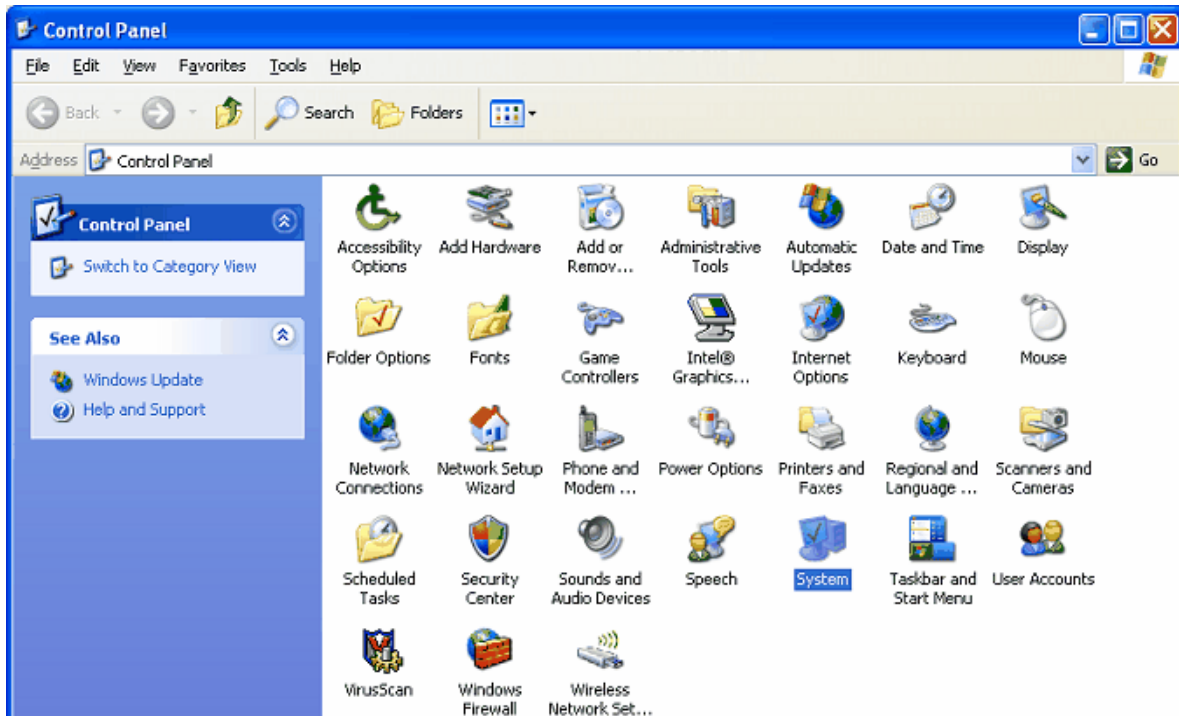 Control Panel
File Edit View Favorites Tools Help
Back Search Folders
Address Control Panel Go
Control Panel
Switch to Category View
See Also
Windows Update
Help and Support
Accessibility Options
Add Hardware
Add or Remov...
Administrative Tools
Automatic Updates
Date and Time
Display
Folder Options
Fonts
Game Controllers
Intel® Graphics...
Internet Options
Keyboard
Mouse
Network Connections
Network Setup Wizard
Phone and Modem ...
Power Options
Printers and Faxes
Regional and Language ...
Scanners and Cameras
Scheduled Tasks
Security Center
Sounds and Audio Devices
Speech
System
Taskbar and Start Menu
User Accounts
VirusScan
Windows Firewall
Wireless Network Set...